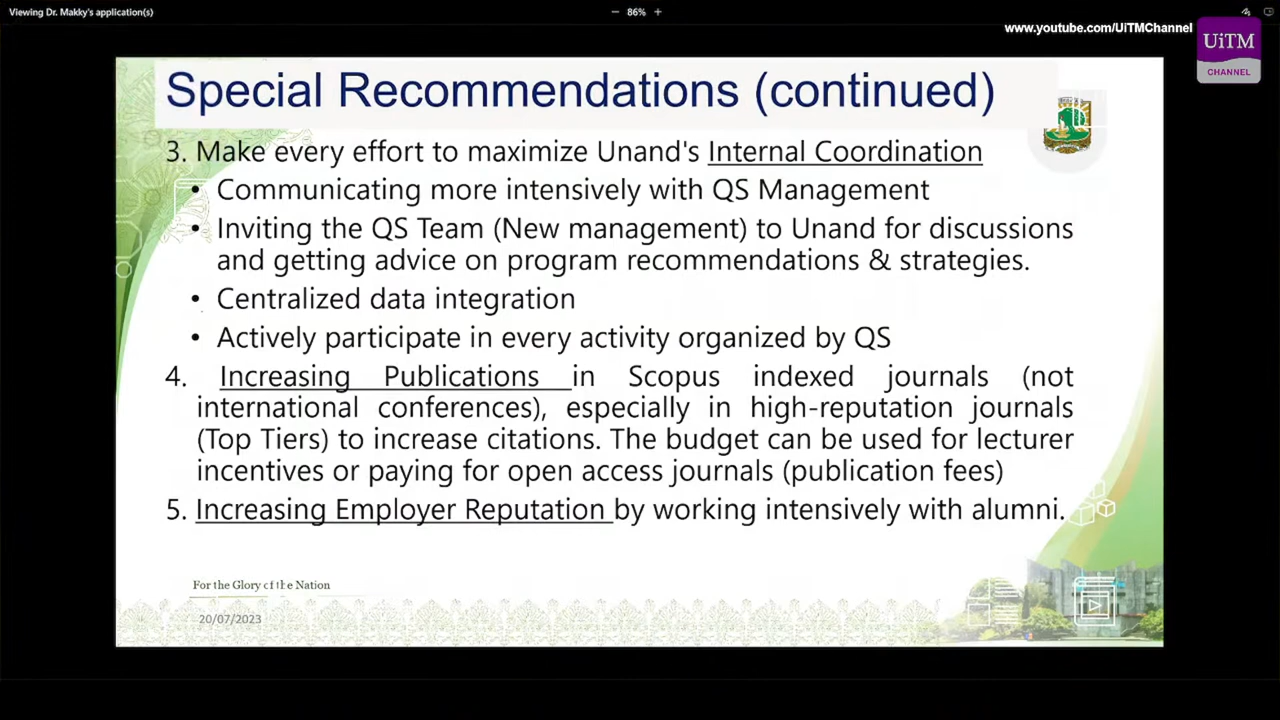 Viewing Dr. Makky's application(s)
− 86% +
www.youtube.com/UiTMChannel
UiTM
CHANNEL
Special Recommendations (continued)
3. Make every effort to maximize Unand's Internal Coordination
• Communicating more intensively with QS Management
• Inviting the QS Team (New management) to Unand for discussions
and getting advice on program recommendations & strategies.
• Centralized data integration
• Actively participate in every activity organized by QS
4. Increasing Publications in Scopus indexed journals (not
international conferences), especially in high-reputation journals
(Top Tiers) to increase citations. The budget can be used for lecturer
incentives or paying for open access journals (publication fees)
5. Increasing Employer Reputation by working intensively with alumni.
For the Glory of the Nation
20/07/2023